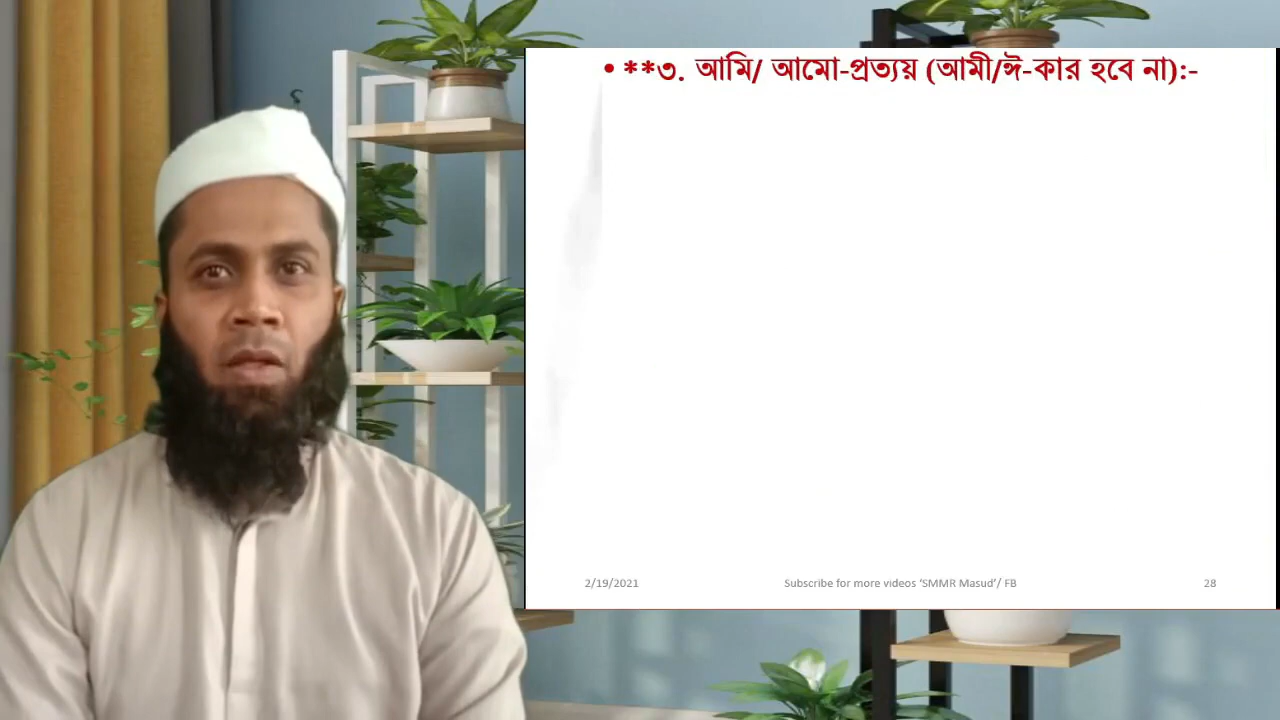 • **৩. আমি/ আমো-প্রত্যয় (আমী/ঈ-কার হবে না):-
2/19/2021 Subscribe for more videos ‘SMMR Masud’/ FB 28